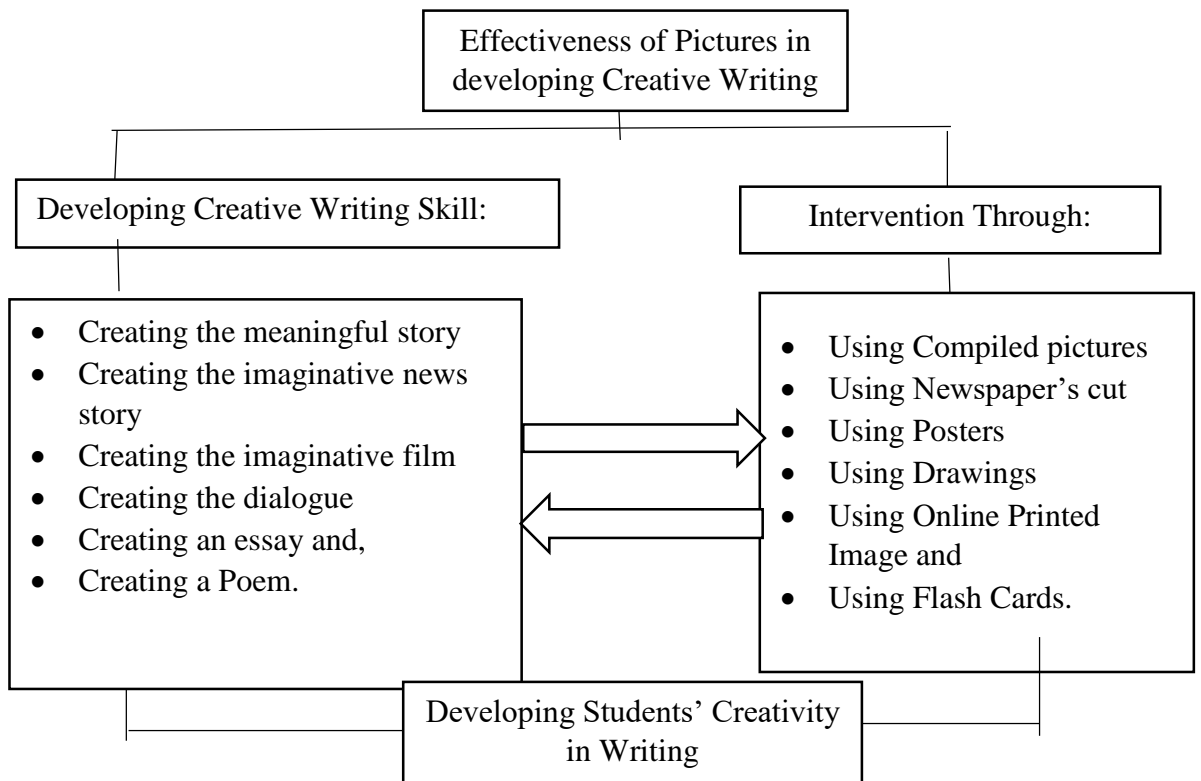 Effectiveness of Pictures in
developing Creative Writing
Developing Creative Writing Skill:
Intervention Through:
• Creating the meaningful story
• Creating the imaginative news
story
• Creating the imaginative film
• Creating the dialogue
• Creating an essay and,
• Creating a Poem.
• Using Compiled pictures
• Using Newspaper’s cut
• Using Posters
• Using Drawings
• Using Online Printed
Image and
• Using Flash Cards.
Developing Students’ Creativity
in Writing